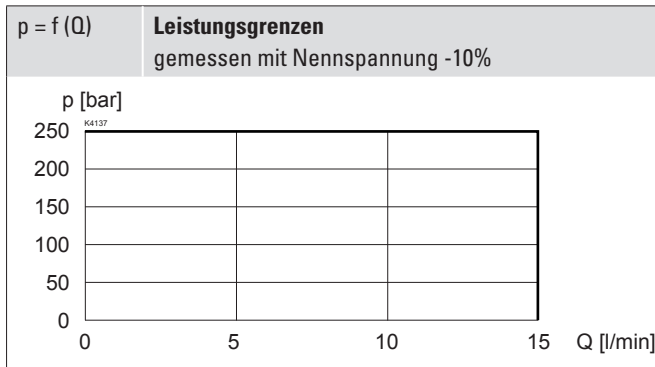 p = f (Q) Leistungsgrenzen
gemessen mit Nennspannung -10%
p [bar]
K4137
250
200
150
100
50
0
0 5 10 15 Q [l/min]